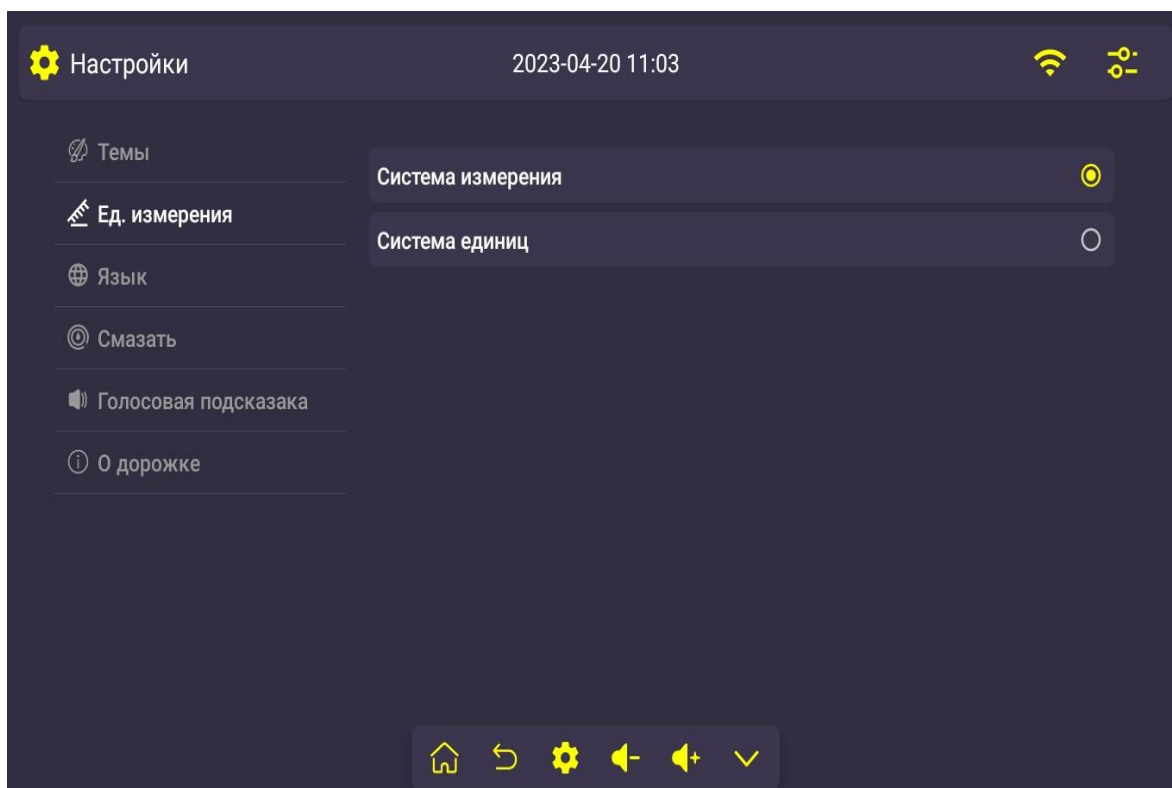 Настройки
2023-04-20 11:03
Темы
Ед. измерения
Язык
Смазать
Голосовая подсказака
О дорожке
Система измерения
Система единиц